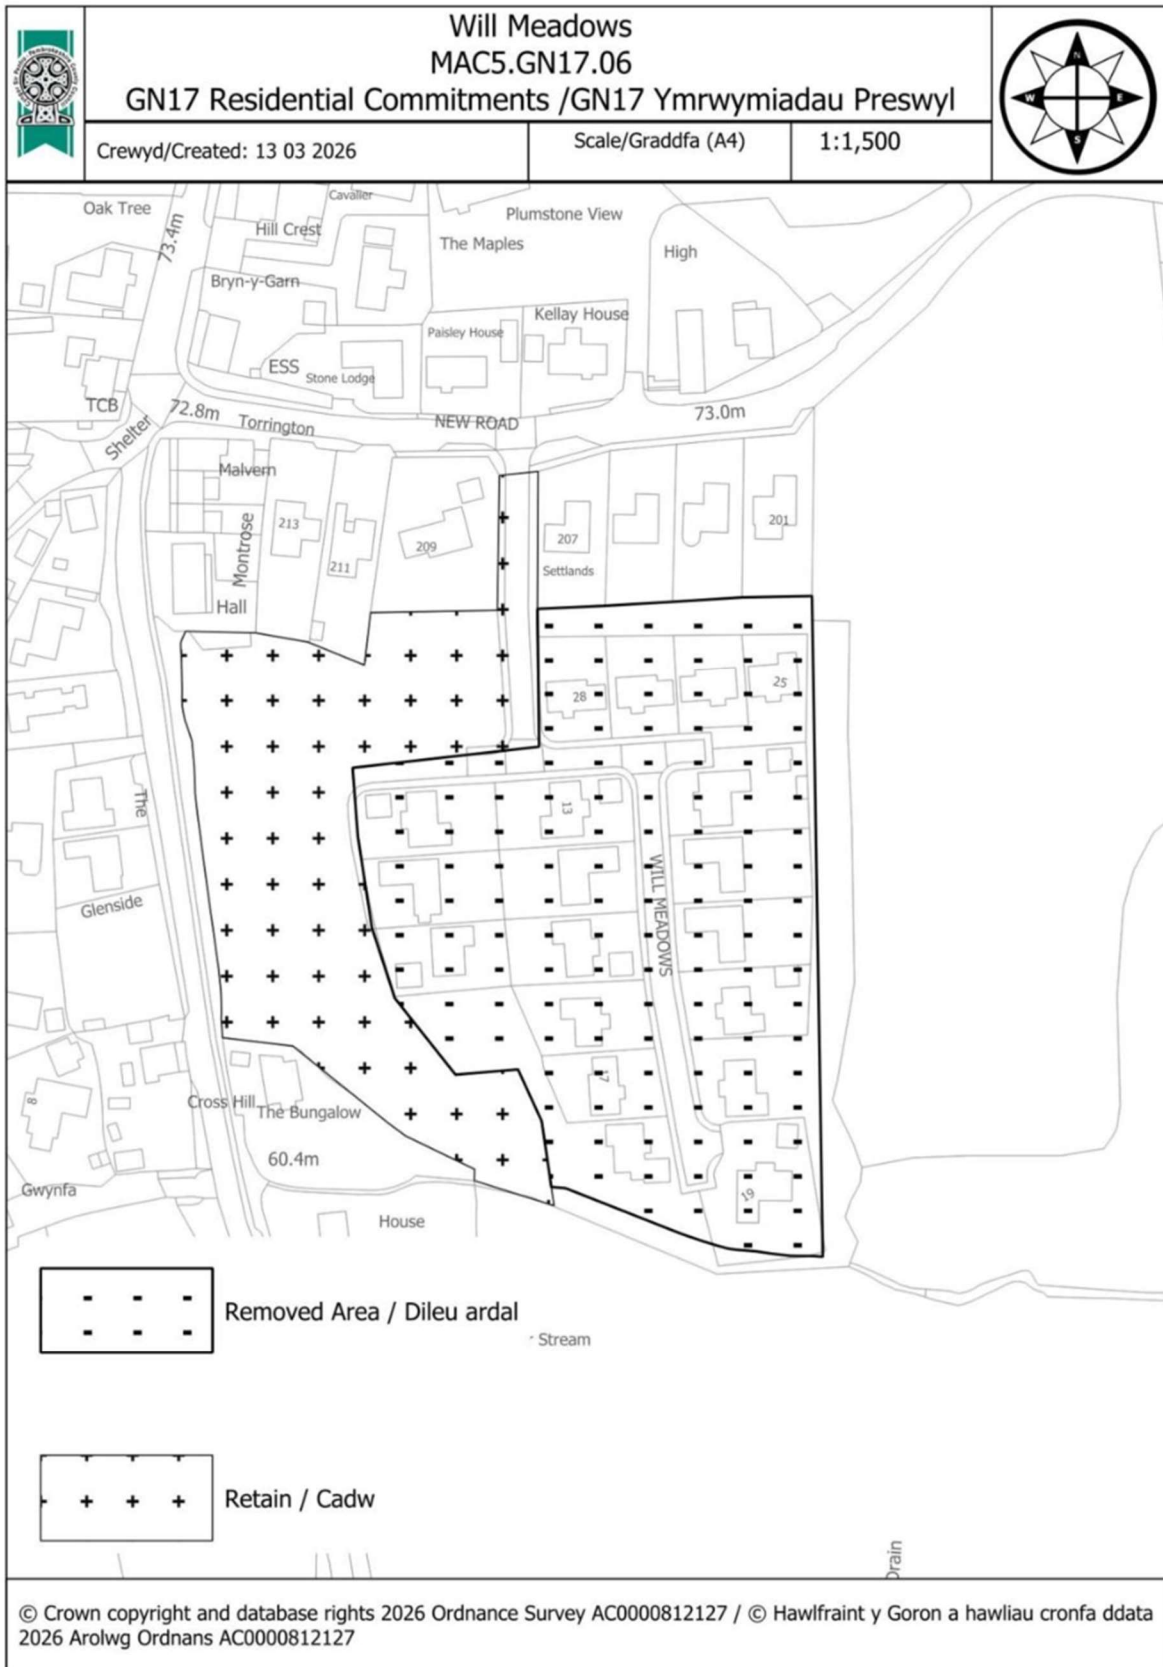 Will Meadows
MAC5.GN17.06
GN17 Residential Commitments /GN17 Ymrwymiadau Preswyl
Crewyd/Created: 13 03 2026
Scale/Graddfa (A4)
1:1,500
N
W
E
S
Oak Tree
73.4m
Cavalier
Hill Crest
Plumstone View
The Maples
High
Bryn-y-Garn
Kellay House
Paisley House
ESS
Stone Lodge
TCB
72.8m
Torrington
NEW ROAD
73.0m
Shelter
Malvern
213
Montrose
209
207
201
211
Settlands
Hall
28
25
The
13
WILL MEADOWS
Glenside
17
8
Cross Hill
The Bungalow
60.4m
19
Gwynfa
House
Removed Area / Dileu ardal
Stream
Retain / Cadw
Drain
© Crown copyright and database rights 2026 Ordnance Survey AC0000812127 / © Hawlfraint y Goron a hawliau cronfa ddata
2026 Arolwg Ordnans AC0000812127